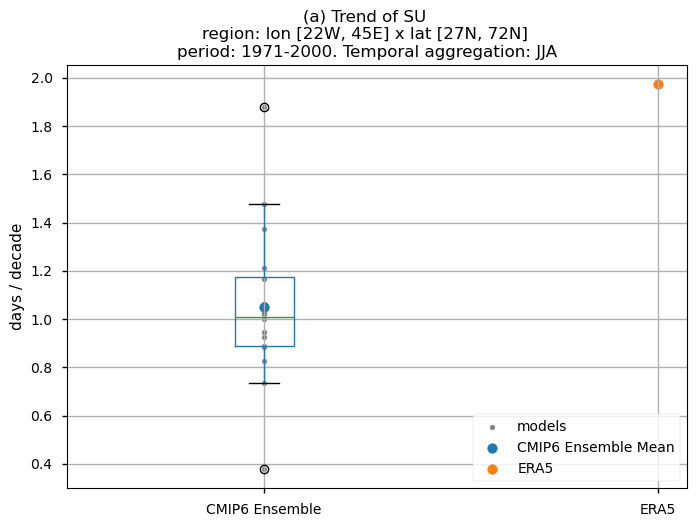 (a) Trend of SU
region: lon [22W, 45E] x lat [27N, 72N]
period: 1971-2000. Temporal aggregation: JJA
days / decade
2.0
1.8
1.6
1.4
1.2
1.0
0.8
0.6
0.4
models
CMIP6 Ensemble Mean
ERA5
CMIP6 Ensemble
ERA5